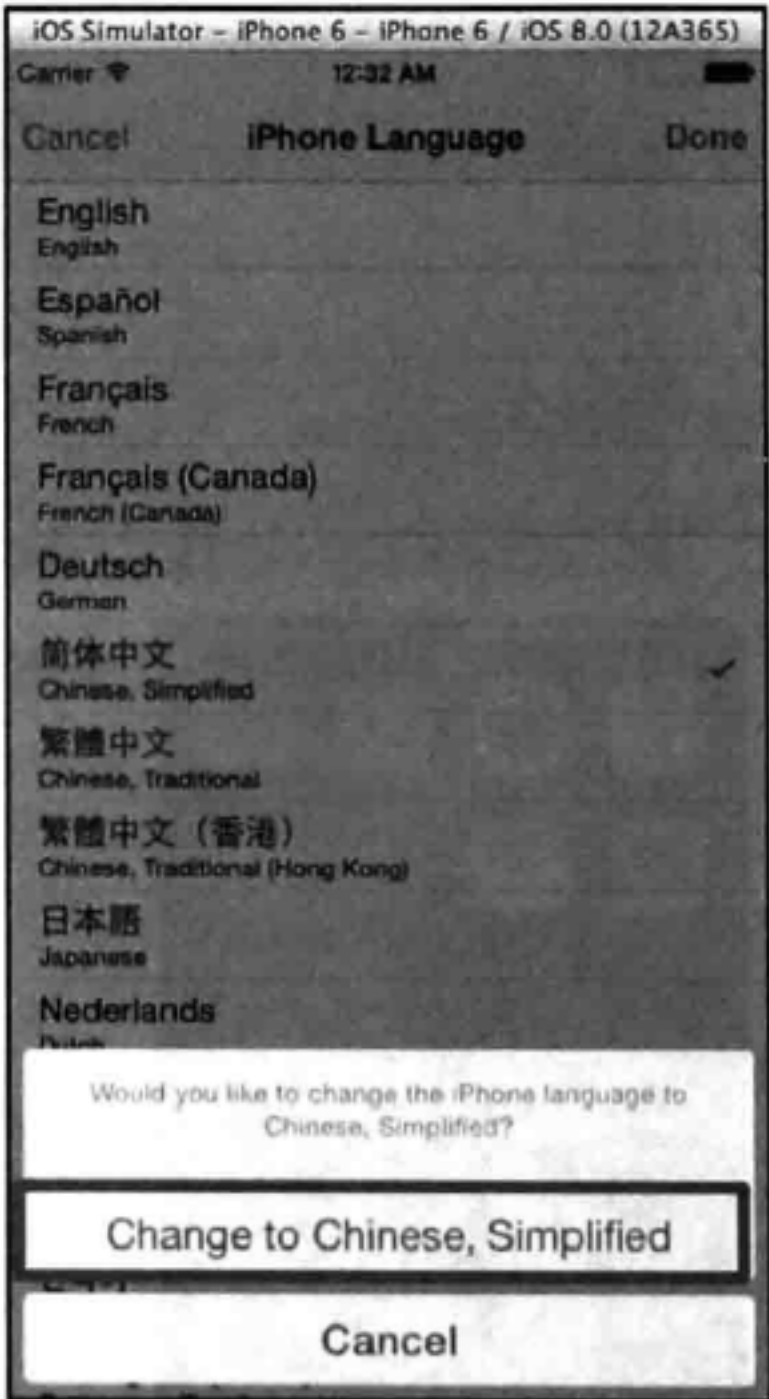 iOS Simulator – iPhone 6 – iPhone 6 / iOS 8.0 (12A365)
Carrier 12:32 AM
Cancel iPhone Language Done
English
English
Español
Spanish
Français
French
Français (Canada)
French (Canada)
Deutsch
German
简体中文
Chinese, Simplified
繁體中文
Chinese, Traditional
繁體中文（香港）
Chinese, Traditional (Hong Kong)
日本語
Japanese
Nederlands
Dutch
Would you like to change the iPhone language to
Chinese, Simplified?
Change to Chinese, Simplified
Cancel